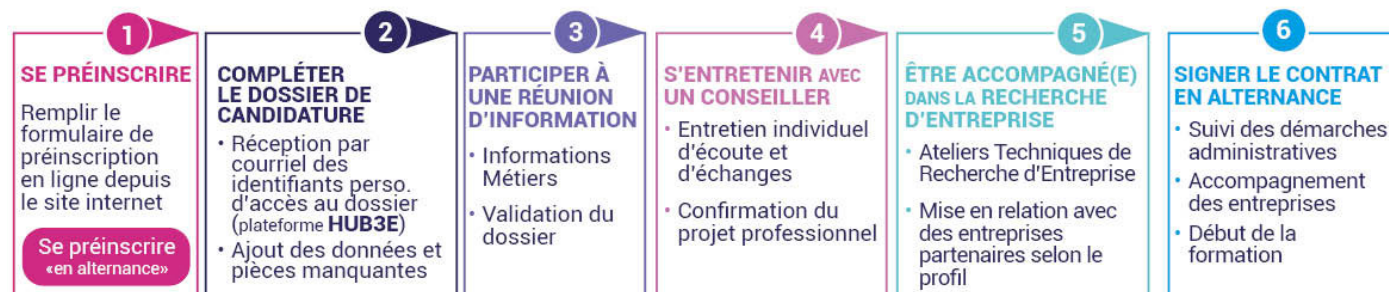 1
SE PRÉINSCRIRE
Remplir le
formulaire de
préinscription
en ligne depuis
le site internet
Se préinscrire
«en alternance»
2
COMPLÉTER
LE DOSSIER DE
CANDIDATURE
• Réception par
courriel des
identifiants perso.
d'accès au dossier
(plateforme HUB3E)
• Ajout des données et
pièces manquantes
3
PARTICIPER À
UNE RÉUNION
D'INFORMATION
• Informations
Métiers
• Validation du
dossier
4
S'ENTRETENIR AVEC
UN CONSEILLER
• Entretien individuel
d'écoute et
d'échanges
• Confirmation du
projet professionnel
5
ÊTRE ACCOMPAGNÉ(E)
DANS LA RECHERCHE
D'ENTREPRISE
• Ateliers Techniques de
Recherche d'Entreprise
• Mise en relation avec
des entreprises
partenaires selon le
profil
6
SIGNER LE CONTRAT
EN ALTERNANCE
• Suivi des démarches
administratives
• Accompagnement
des entreprises
• Début de la
formation